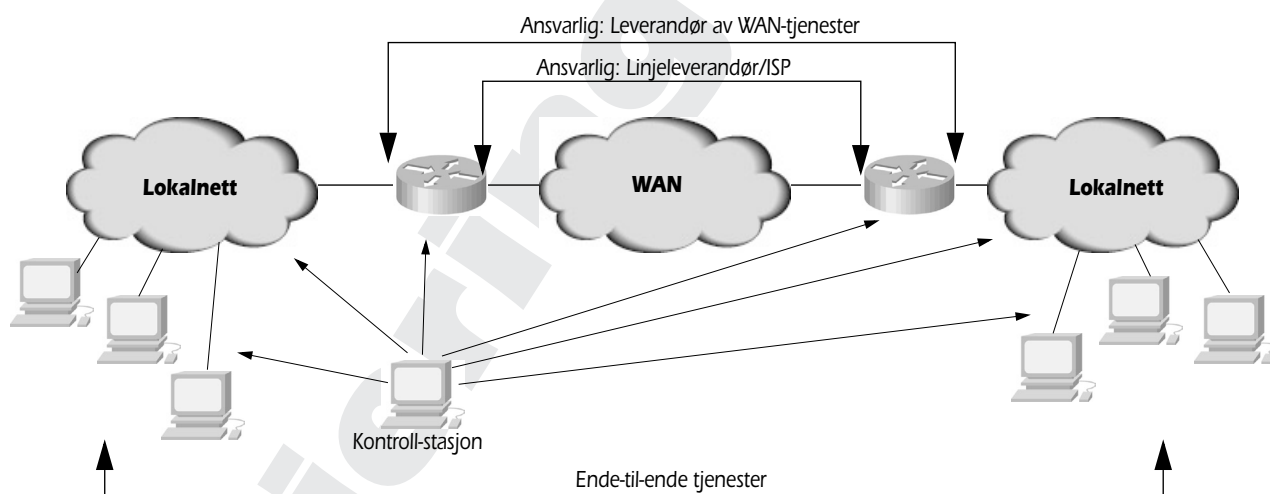 Ansvarlig: Leverandør av WAN-tjenester
Ansvarlig: Linjeleverandør/ISP
Lokalnett
WAN
Lokalnett
Kontroll-stasjon
Ende-til-ende tjenester